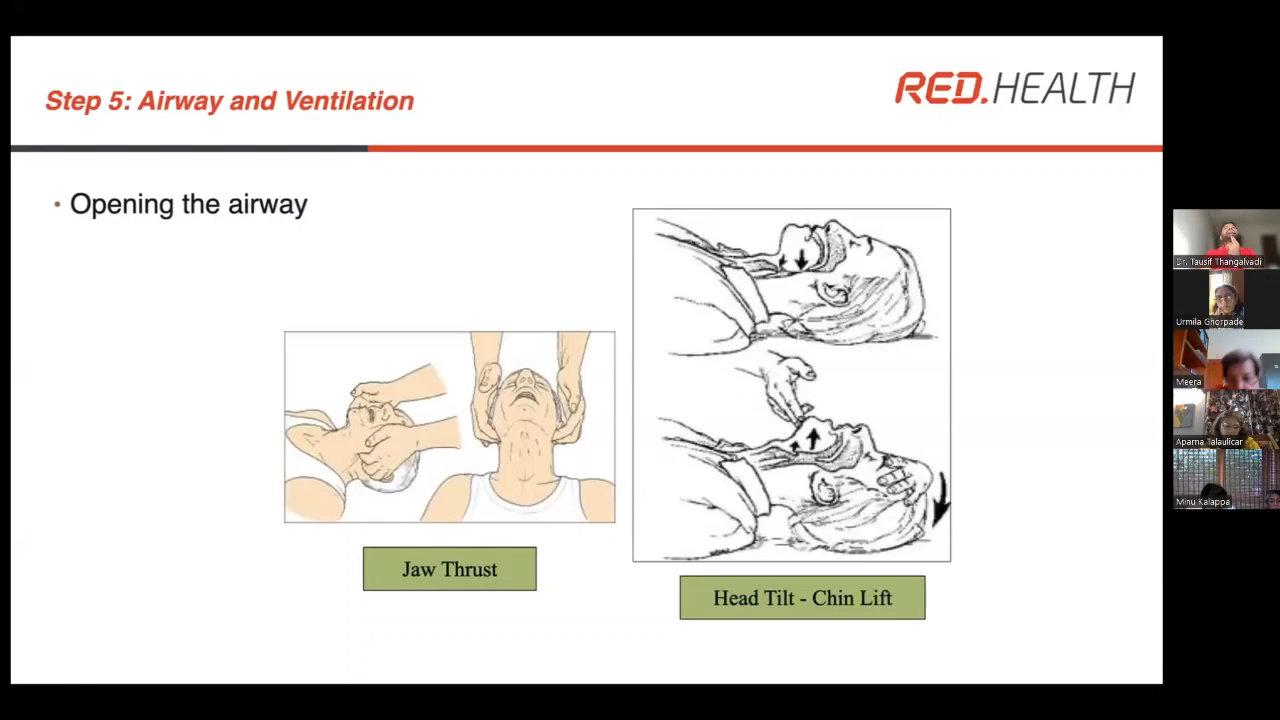 Step 5: Airway and Ventilation
RED.HEALTH
• Opening the airway
Jaw Thrust
Head Tilt - Chin Lift
Dr. Tausif Thangalvadi
Urmila Ghorpade
Meera
Aparna Talaulicar
Minu Kalappa